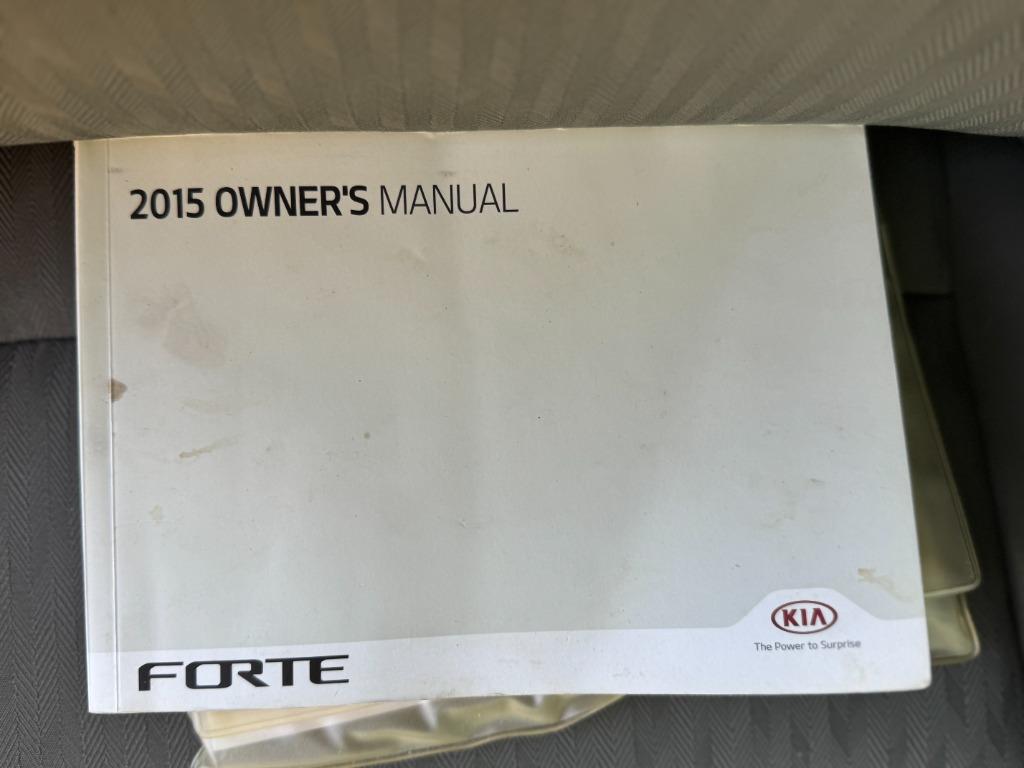 2015 OWNER'S MANUAL
KIA
The Power to Surprise
FORTE